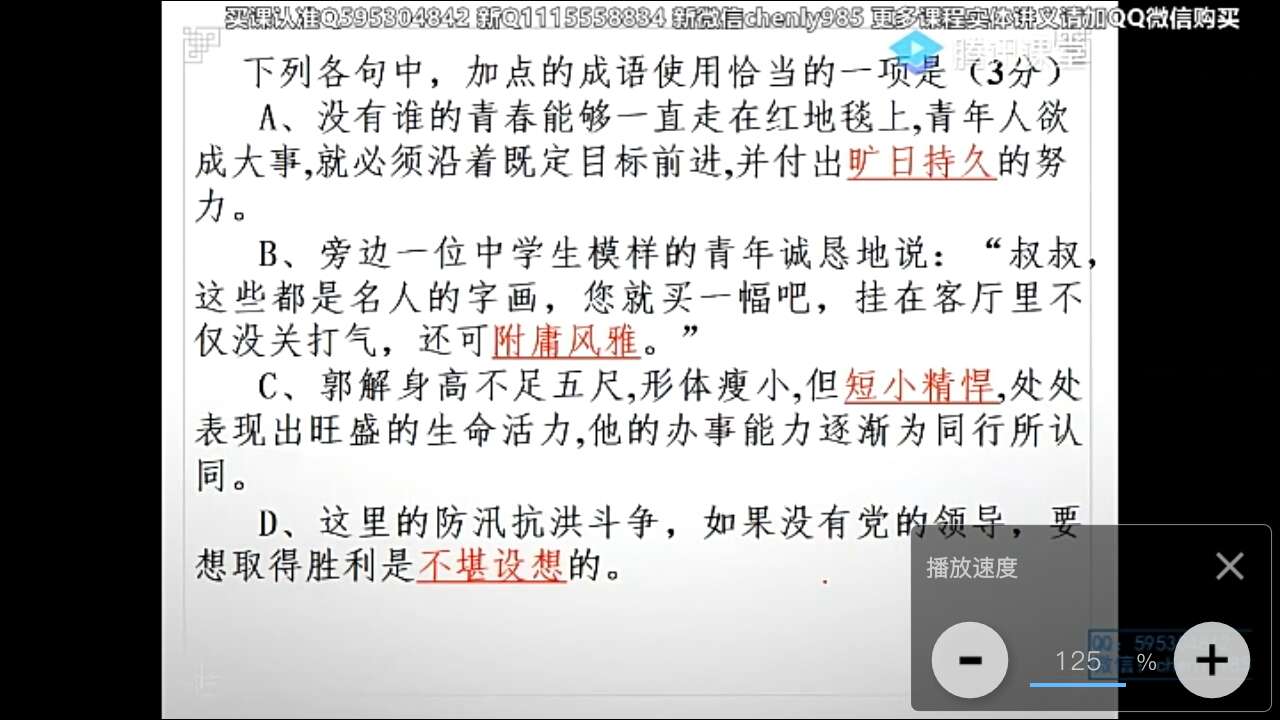 买课认准Q595304842 新Q1115558834 新微信chenly985 更多课程实体讲义请加QQ微信购买
腾讯课堂
下列各句中，加点的成语使用恰当的一项是（3分）
A、没有谁的青春能够一直走在红地毯上,青年人欲
成大事,就必须沿着既定目标前进,并付出旷日持久的努
力。
B、旁边一位中学生模样的青年诚恳地说：“叔叔，
这些都是名人的字画，您就买一幅吧，挂在客厅里不
仅没关打气，还可附庸风雅。”
C、郭解身高不足五尺,形体瘦小,但短小精悍,处处
表现出旺盛的生命活力,他的办事能力逐渐为同行所认
同。
D、这里的防汛抗洪斗争，如果没有党的领导，要
想取得胜利是不堪设想的。
播放速度
125 %